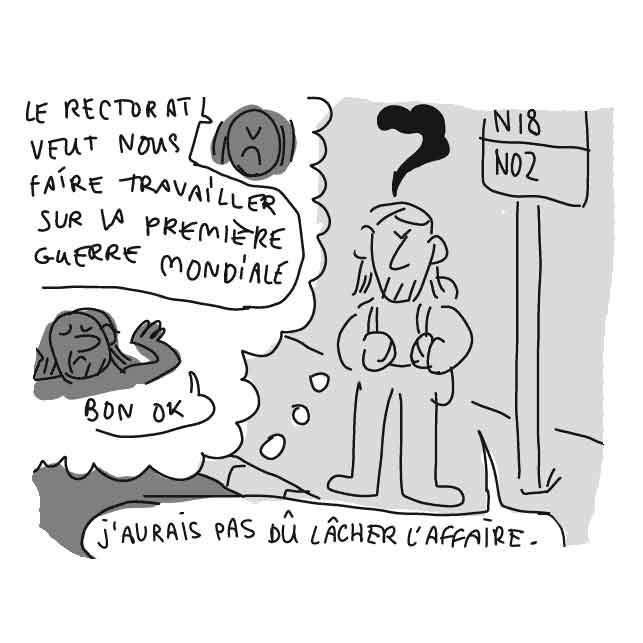 LE RECTORAT
VEUT NOUS
FAÎRE TRAVAILLER
SUR LA PREMIÈRE
GUERRE MONDIALE
BON OK
N18
N02
J'AURAIS PAS DÛ LÂCHER L'AFFAIRE.